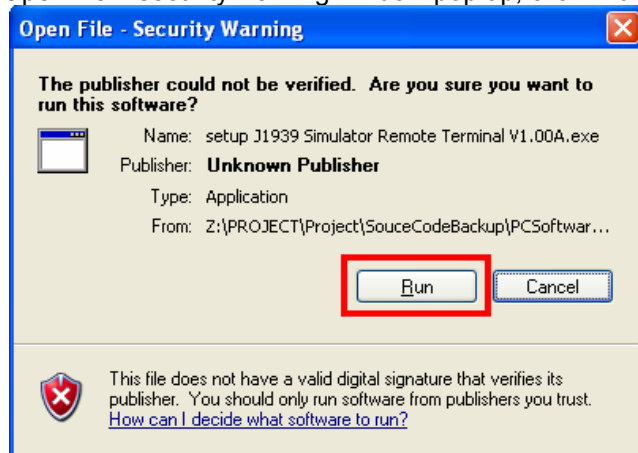 Open File - Security Warning
The publisher could not be verified. Are you sure you want to
run this software?
Name: setup J1939 Simulator Remote Terminal V1.00A.exe
Publisher: Unknown Publisher
Type: Application
From: Z:\PROJECT\Project\SouceCodeBackup\PCSoftwar...
Run
Cancel
This file does not have a valid digital signature that verifies its
publisher. You should only run software from publishers you trust.
How can I decide what software to run?